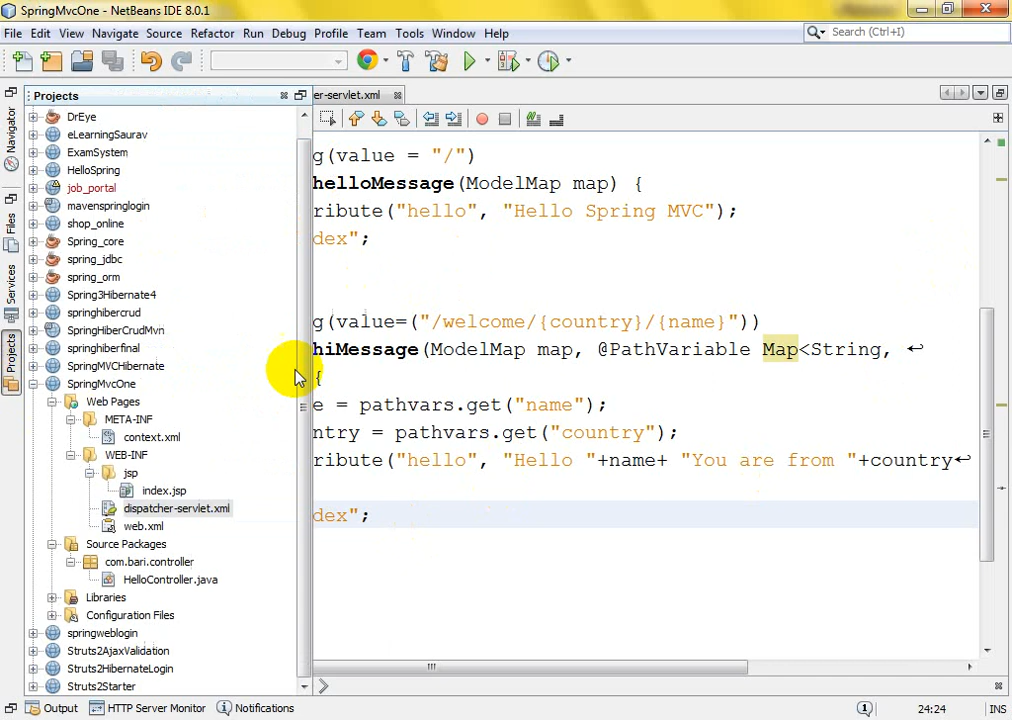 SpringMvcOne - NetBeans IDE 8.0.1
File Edit View Navigate Source Refactor Run Debug Profile Team Tools Window Help
Search (Ctrl+I)
Projects
er-servlet.xml
Navigator
Files
Services
Projects
DrEye
eLearningSaurav
ExamSystem
HelloSpring
job_portal
mavenspringlogin
shop_online
Spring_core
spring_jdbc
spring_orm
Spring3Hibernate4
springhibercrud
SpringHiberCrudMvn
springhiberfinal
SpringMVCHibernate
SpringMvcOne
Web Pages
META-INF
context.xml
WEB-INF
jsp
index.jsp
dispatcher-servlet.xml
web.xml
Source Packages
com.bari.controller
HelloController.java
Libraries
Configuration Files
springweblogin
Struts2AjaxValidation
Struts2HibernateLogin
Struts2Starter
g(value = "/")
helloMessage(ModelMap map) {
ribute("hello", "Hello Spring MVC");
dex";
g(value=("/welcome/{country}/{name}"))
hiMessage(ModelMap map, @PathVariable Map<String,
{
e = pathvars.get("name");
ntry = pathvars.get("country");
ribute("hello", "Hello "+name+ "You are from "+country
dex";
Output HTTP Server Monitor Notifications
24:24 INS